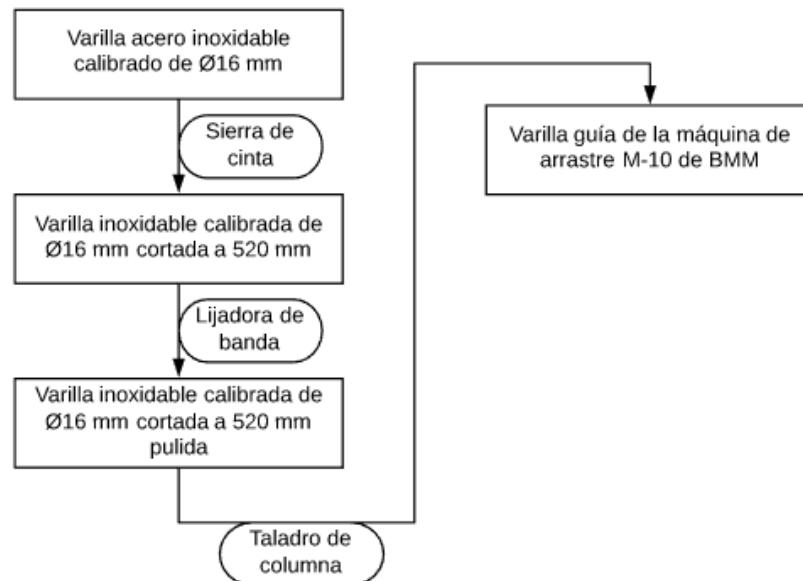 Varilla acero inoxidable
calibrado de Ø16 mm
Sierra de
cinta
Varilla inoxidable calibrada de
Ø16 mm cortada a 520 mm
Lijadora de
banda
Varilla inoxidable calibrada de
Ø16 mm cortada a 520 mm
pulida
Taladro de
columna
Varilla guía de la máquina de
arrastre M-10 de BMM